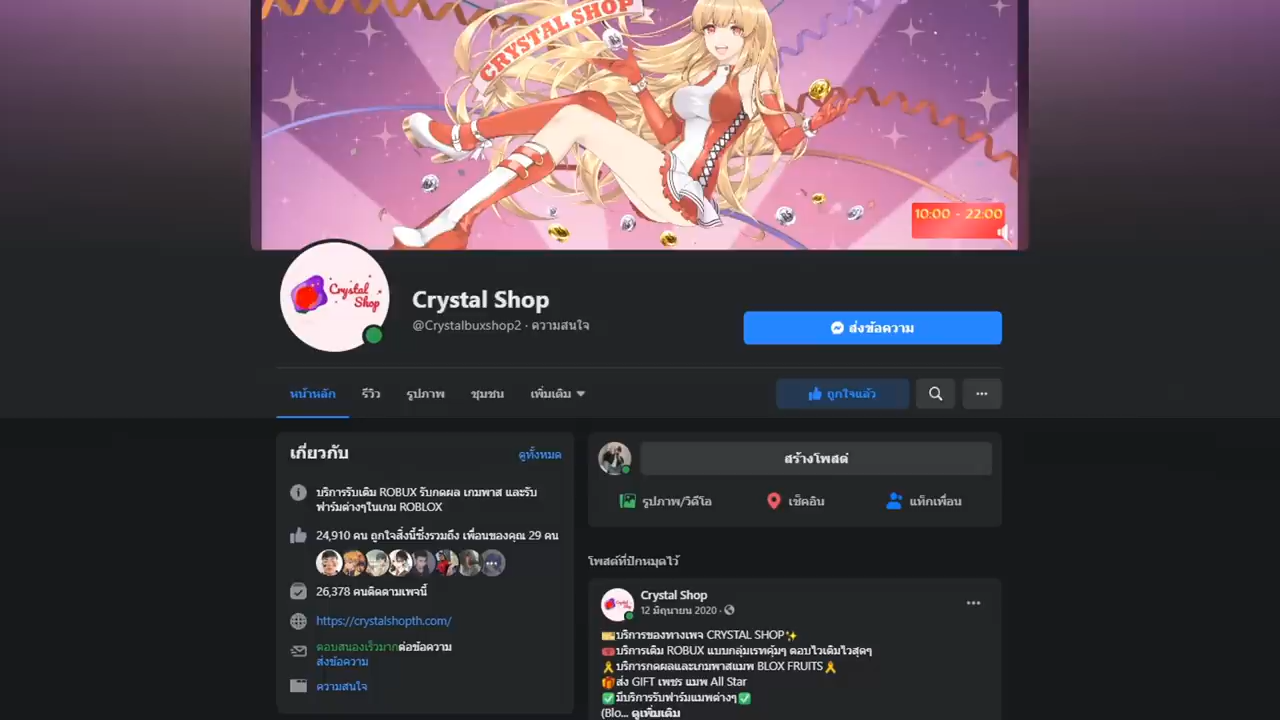 CRYSTAL SHOP
10:00 - 22:00
Crystal
Shop
Crystal Shop
@Crystalbuxshop2 · ความสนใจ
ส่งข้อความ
หน้าหลัก
รีวิว
รูปภาพ
ชุมชน
เพิ่มเติม
ถูกใจแล้ว
เกี่ยวกับ
ดูทั้งหมด
บริการรับเติม ROBUX รับกดผล เกมพาส และรับ
ฟาร์มต่างๆในเกม ROBLOX
24,910 คน ถูกใจสิ่งนี้ซึ่งรวมถึง เพื่อนของคุณ 29 คน
26,378 คนติดตามเพจนี้
https://crystalshopth.com/
ตอบสนองเร็วมากต่อข้อความ
ส่งข้อความ
ความสนใจ
สร้างโพสต์
รูปภาพ/วิดีโอ
เช็คอิน
แท็กเพื่อน
โพสต์ที่ปักหมุดไว้
Crystal Shop
12 มิถุนายน 2020 ·
บริการของทางเพจ CRYSTAL SHOP✨
🎟️บริการเติม ROBUX แบบกลุ่มเรทคุ้มๆ ตอบไวเติมไวสุดๆ
🎗️บริการกดผลและเกมพาสแมพ BLOX FRUITS🎗️
🎁ส่ง GIFT เพชร แมพ All Star
✅มีบริการรับฟาร์มแมพต่างๆ✅
(Blo... ดูเพิ่มเติม